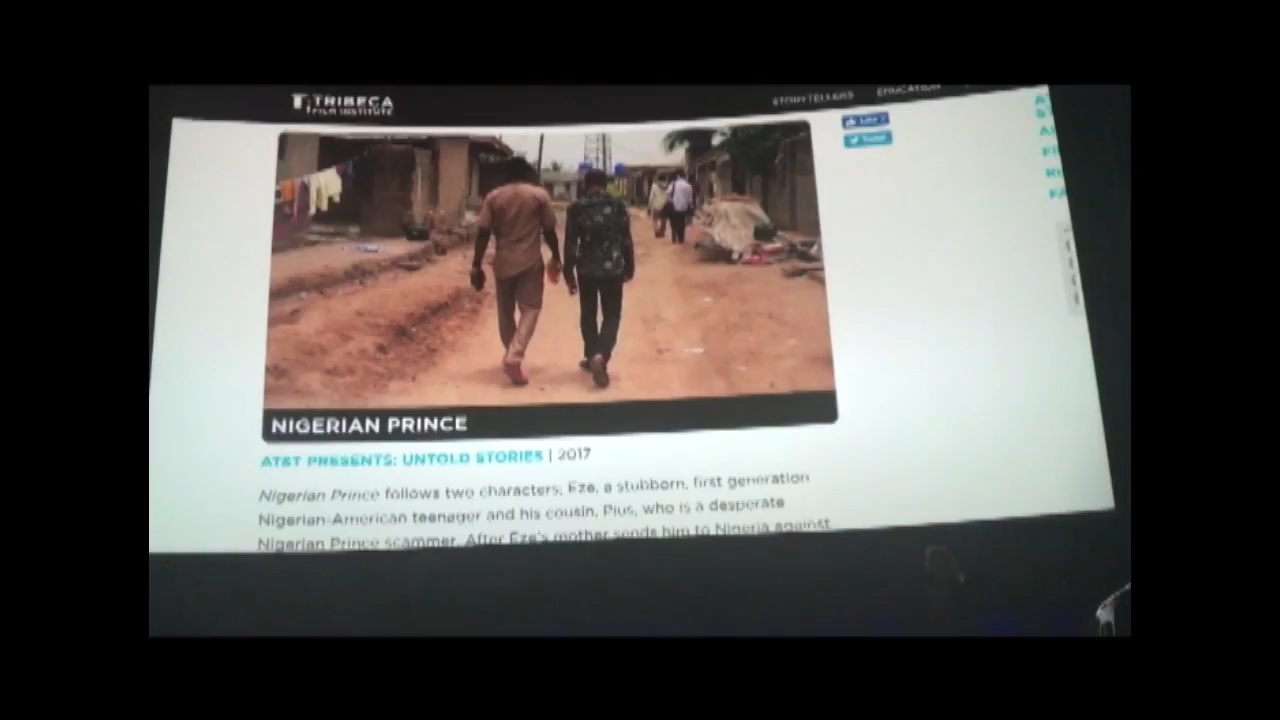 TRIBECA
FILM INSTITUTE
STORYTELLERS EDUCATION
Like
Tweet
NIGERIAN PRINCE
AT&T PRESENTS: UNTOLD STORIES | 2017
Nigerian Prince follows two characters; Eze, a stubborn, first generation
Nigerian-American teenager and his cousin, Pius, who is a desperate
Nigerian Prince scammer. After Eze's mother sends him to Nigeria against